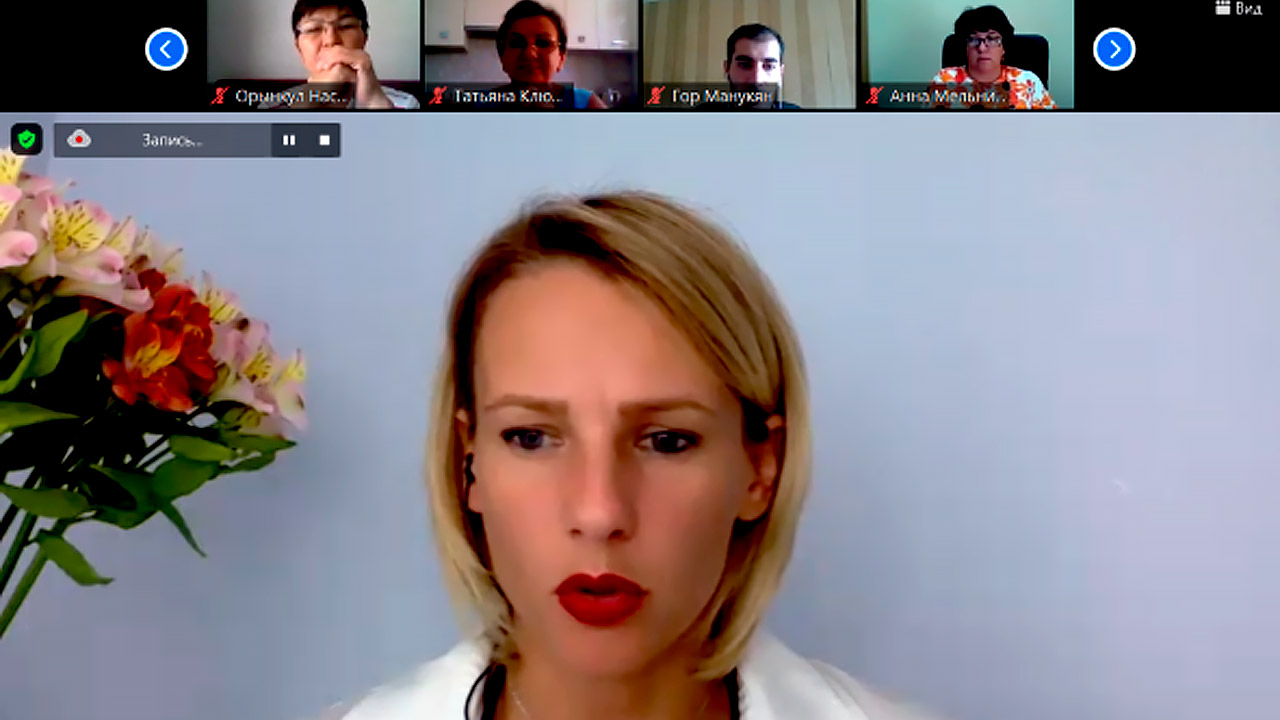 Вид
Орынкул Нас...
Татьяна Клю...
Гор Манукян
Анна Мельни...
Запись...